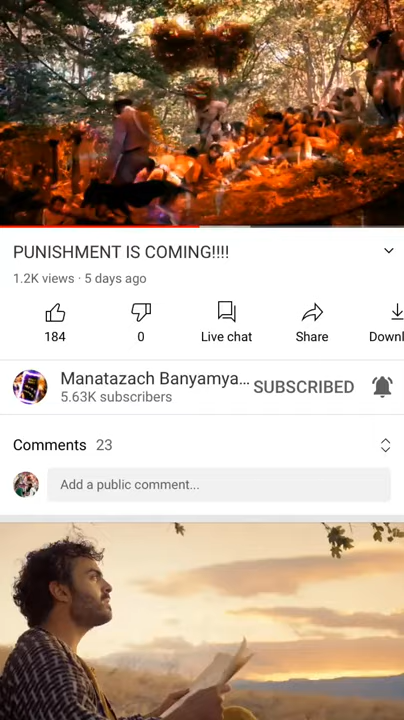 PUNISHMENT IS COMING!!!!
1.2K views · 5 days ago
184
0
Live chat
Share
Downl
Manatazach Banyamya...
SUBSCRIBED
5.63K subscribers
Comments 23
Add a public comment...